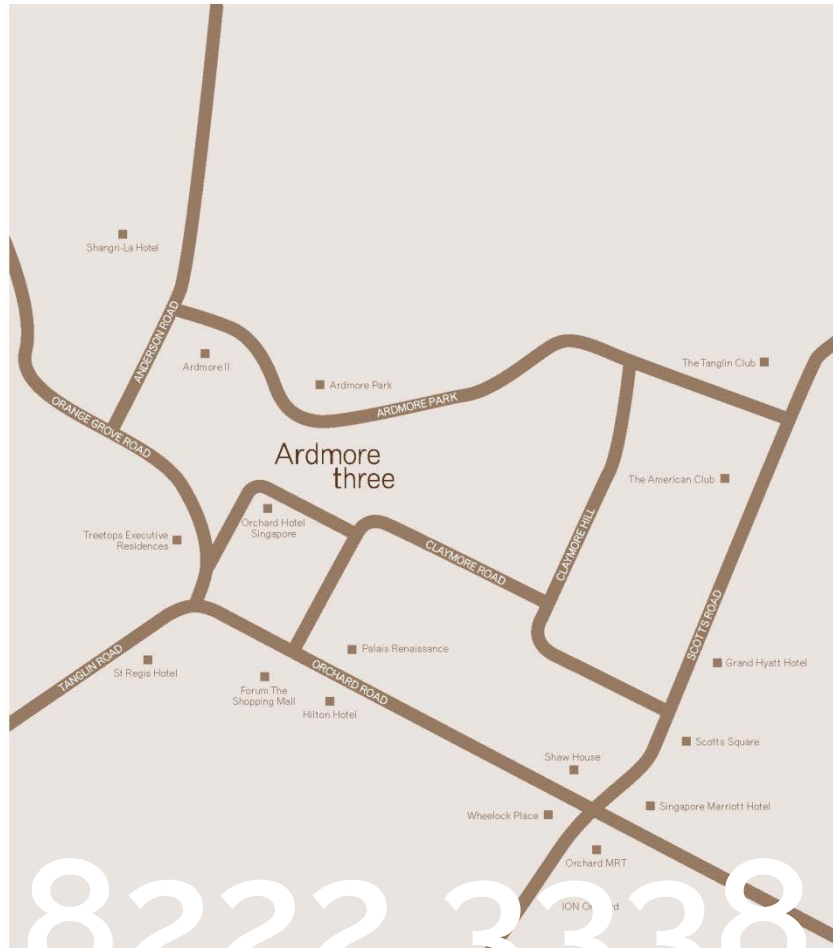 Shangri-La Hotel
ANDERSON ROAD
Ardmore II
The Tanglin Club
Ardmore Park
ARDMORE PARK
ORANGE GROVE ROAD
Ardmore
three
The American Club
Orchard Hotel
Singapore
Treetops Executive
Residences
CLAYMORE ROAD
CLAYMORE HILL
SCOTTS ROAD
Palais Renaissance
TANGLIN ROAD
St Regis Hotel
Grand Hyatt Hotel
Forum The
Shopping Mall
ORCHARD ROAD
Hilton Hotel
Scotts Square
Shaw House
Singapore Marriott Hotel
Wheelock Place
Orchard MRT
8222 3338